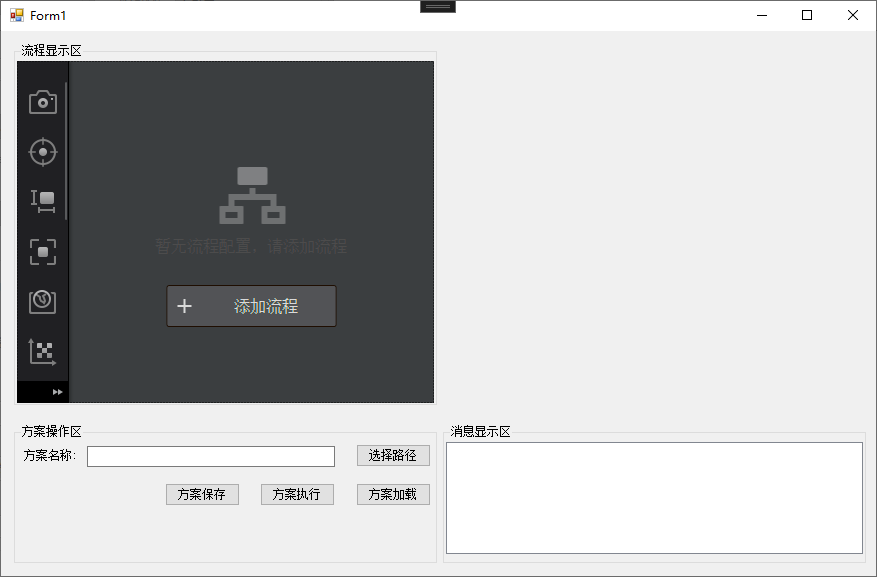 Form1
流程显示区
暂无流程配置，请添加流程
添加流程
方案操作区
方案名称：
选择路径
方案保存
方案执行
方案加载
消息显示区